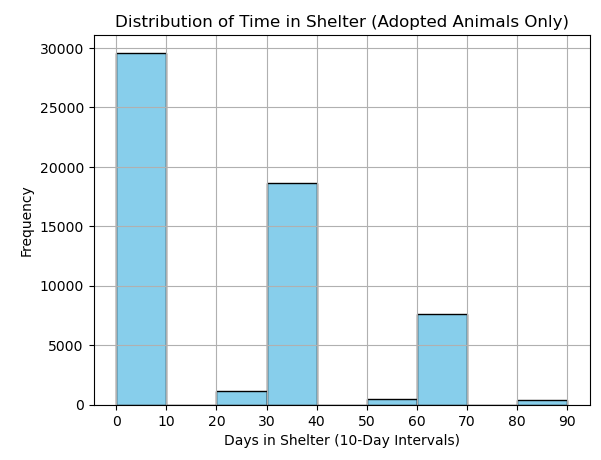 Distribution of Time in Shelter (Adopted Animals Only)
30000
25000
20000
15000
10000
5000
0
Frequency
0 10 20 30 40 50 60 70 80 90
Days in Shelter (10-Day Intervals)